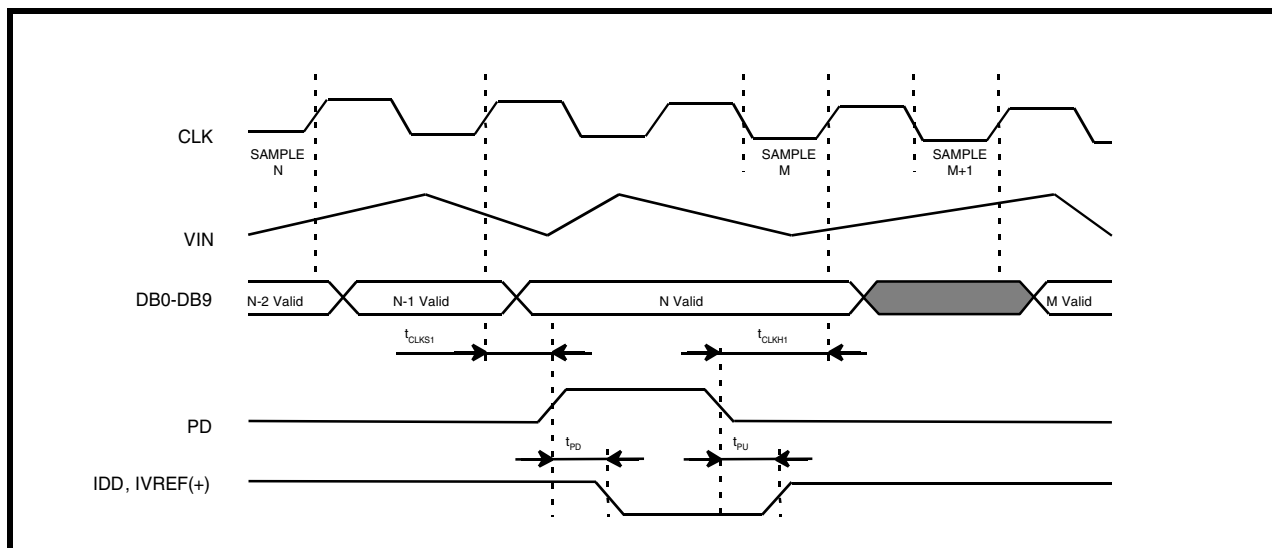 CLK
SAMPLE
N
SAMPLE
M
SAMPLE
M+1
VIN
DB0-DB9
N-2 Valid
N-1 Valid
N Valid
M Valid
tCLKS1
tCLKH1
PD
tPD
tPU
IDD, IVREF(+)